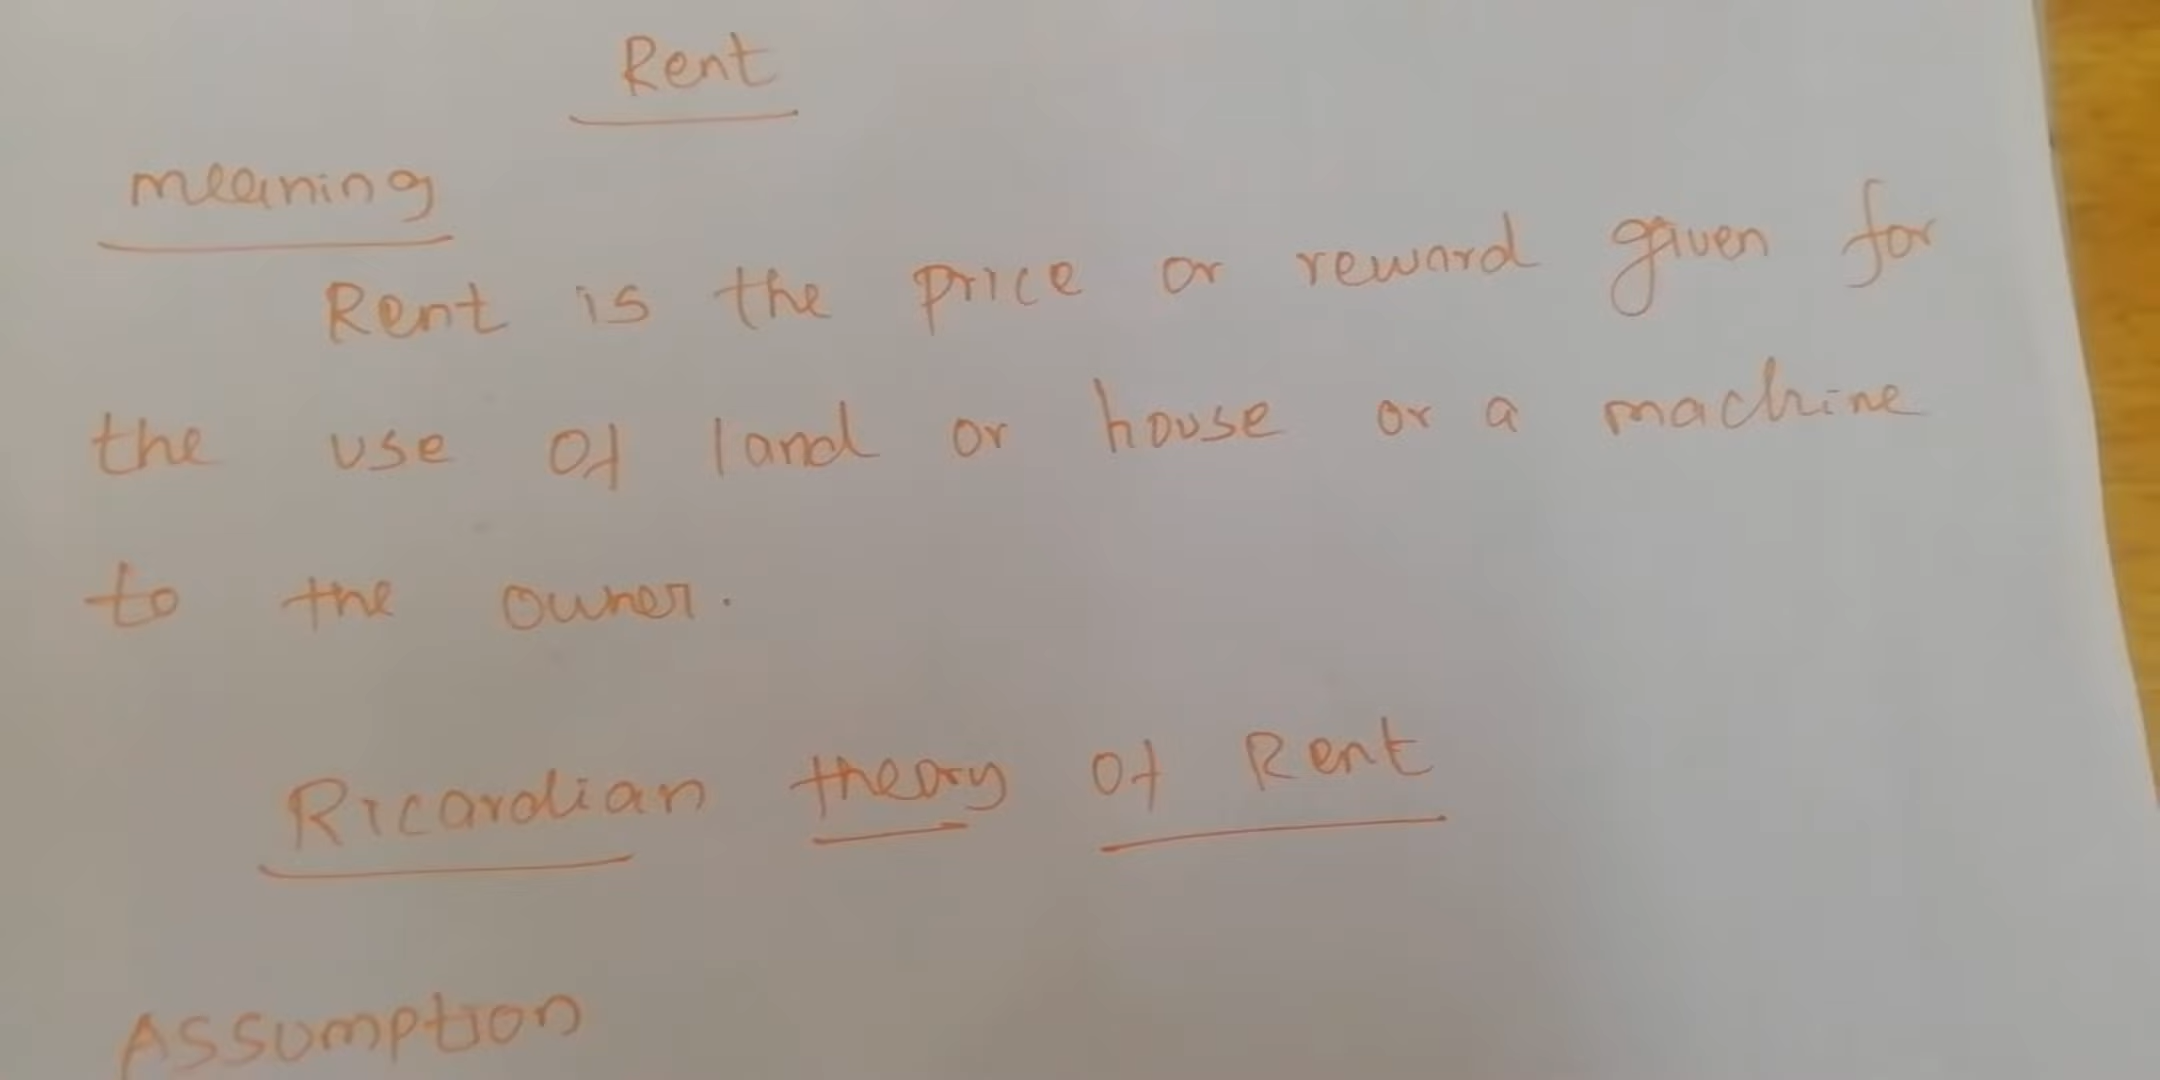 Rent
meaning
Rent is the price or reward given for
the use of land or house or a machine
to the owner.
Ricardian theory of Rent
Assumption